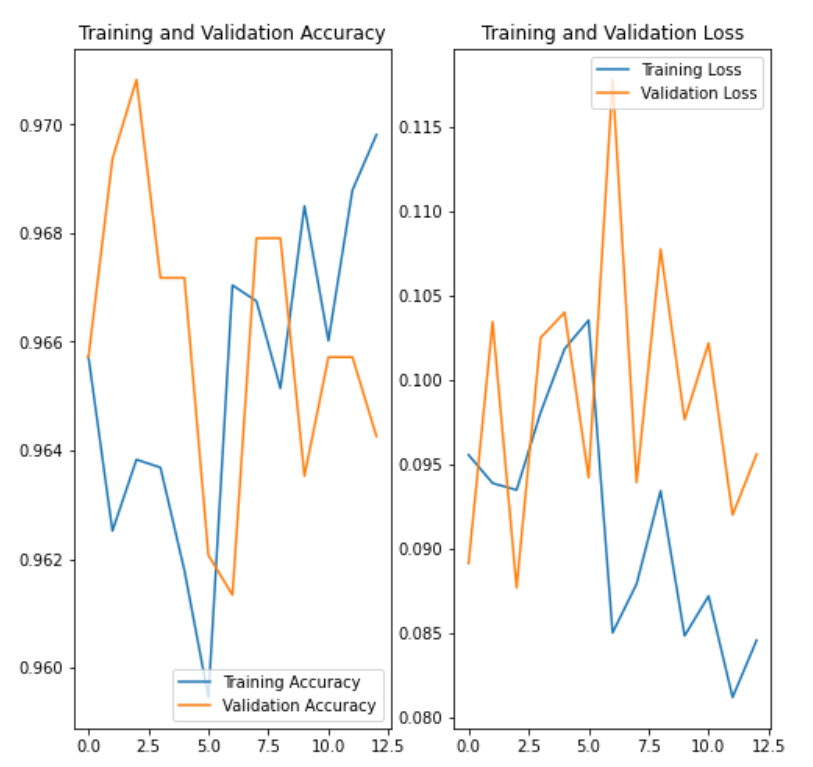 Training and Validation Accuracy
0.970
0.968
0.966
0.964
0.962
0.960
Training Accuracy
Validation Accuracy
0.0 2.5 5.0 7.5 10.0 12.5
Training and Validation Loss
Training Loss
Validation Loss
0.115
0.110
0.105
0.100
0.095
0.090
0.085
0.080
0.0 2.5 5.0 7.5 10.0 12.5